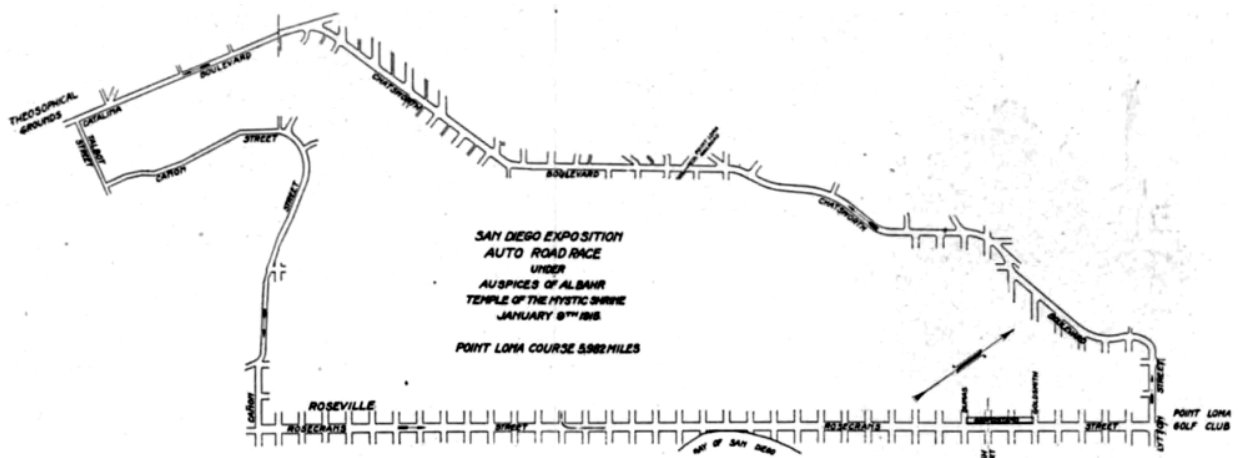 THEOSOPHICAL
GROUNDS
CATALINA
BOULEVARD
CHATSWORTH
BOULEVARD
CHATSWORTH
BOULEVARD
TALBOT
STREET
CAÑON
STREET
STREET
SAN DIEGO EXPOSITION
AUTO ROAD RACE
UNDER
AUSPICES OF AL BAHR
TEMPLE OF THE MYSTIC SHRINE
JANUARY 9TH 1915.
POINT LOMA COURSE 5.982 MILES
CAÑON
ROSEVILLE
ROSECRANS
STREET
BAY OF SAN DIEGO
ROSECRANS
DUMAS
GOLDSMITH
STREET
LYTTON
STREET
POINT LOMA
GOLF CLUB